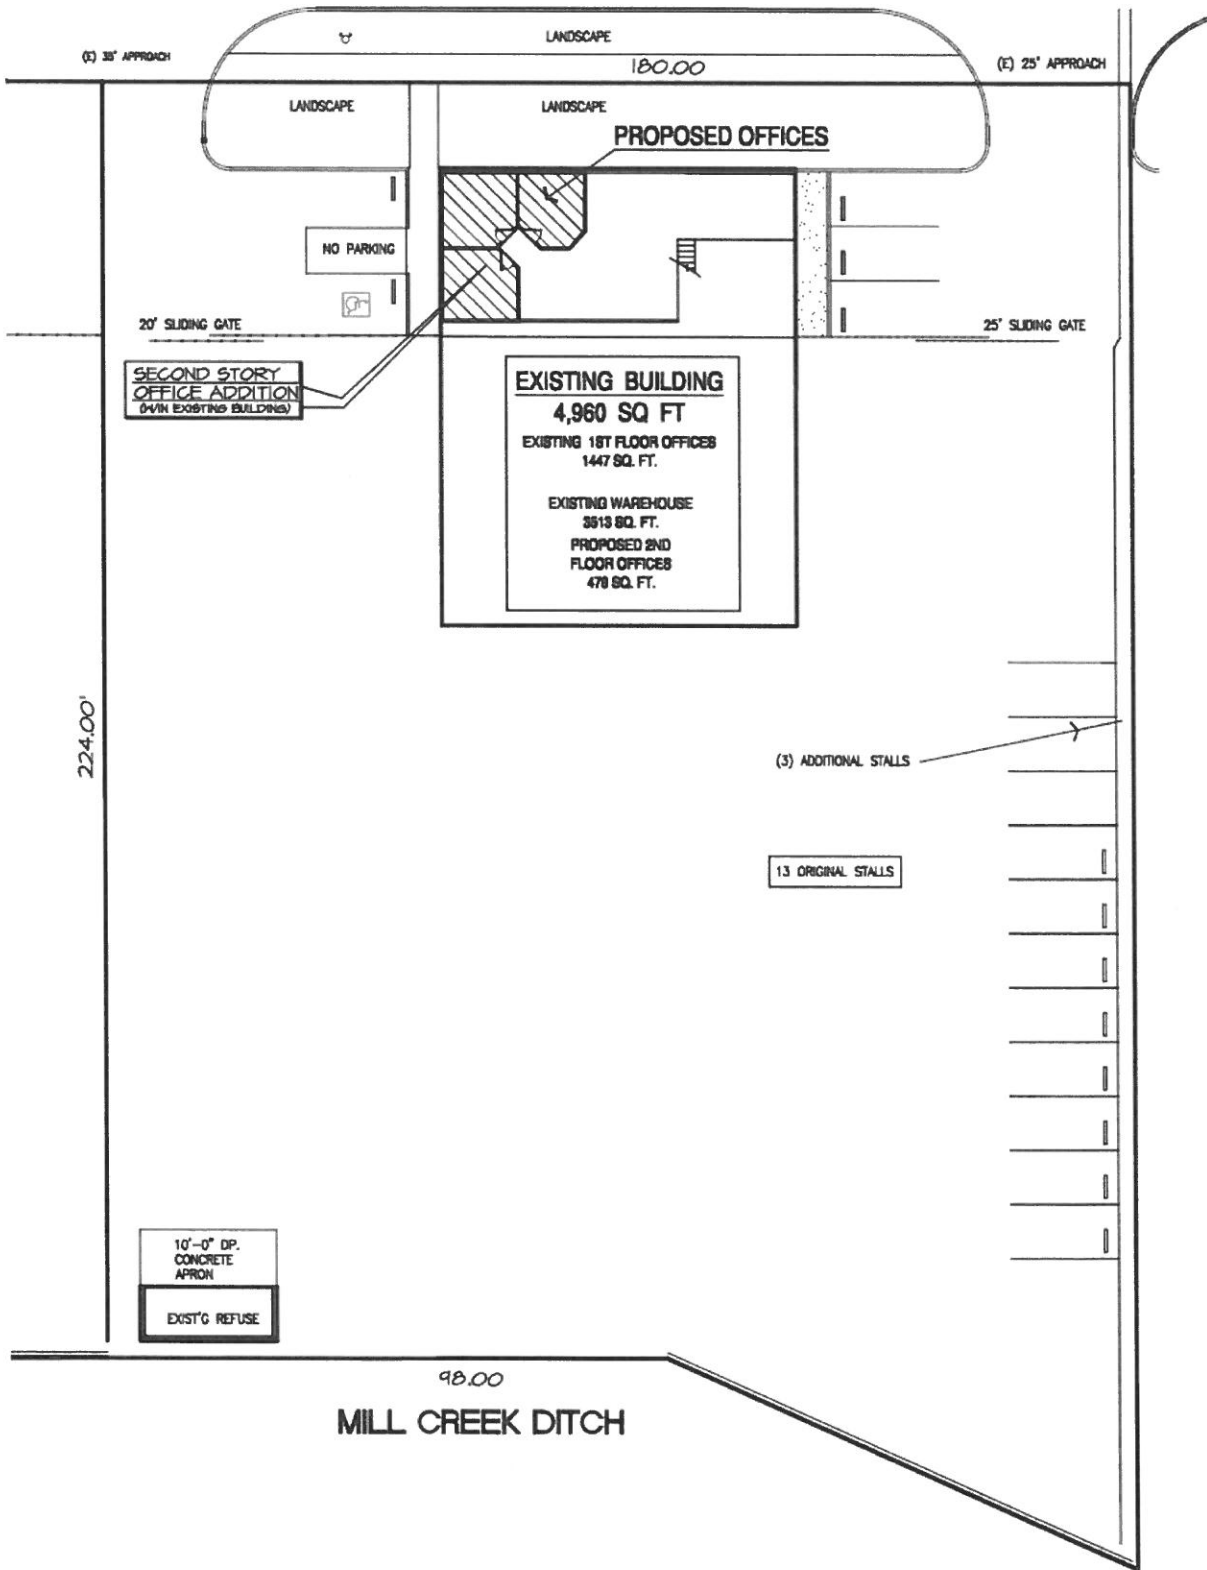 LANDSCAPE
(E) 35' APPROACH
180.00
(E) 25' APPROACH
LANDSCAPE
LANDSCAPE
PROPOSED OFFICES
NO PARKING
20' SLIDING GATE
25' SLIDING GATE
SECOND STORY
OFFICE ADDITION
(W/IN EXISTING BUILDING)
EXISTING BUILDING
4,960 SQ FT
EXISTING 1ST FLOOR OFFICES
1447 SQ. FT.
EXISTING WAREHOUSE
3513 SQ. FT.
PROPOSED 2ND
FLOOR OFFICES
SQ. FT.
224.00'
(3) ADDITIONAL STALLS
13 ORIGINAL STALLS
10'-0" DP.
CONCRETE
APRON
EXIST'G REFUSE
98.00
MILL CREEK DITCH